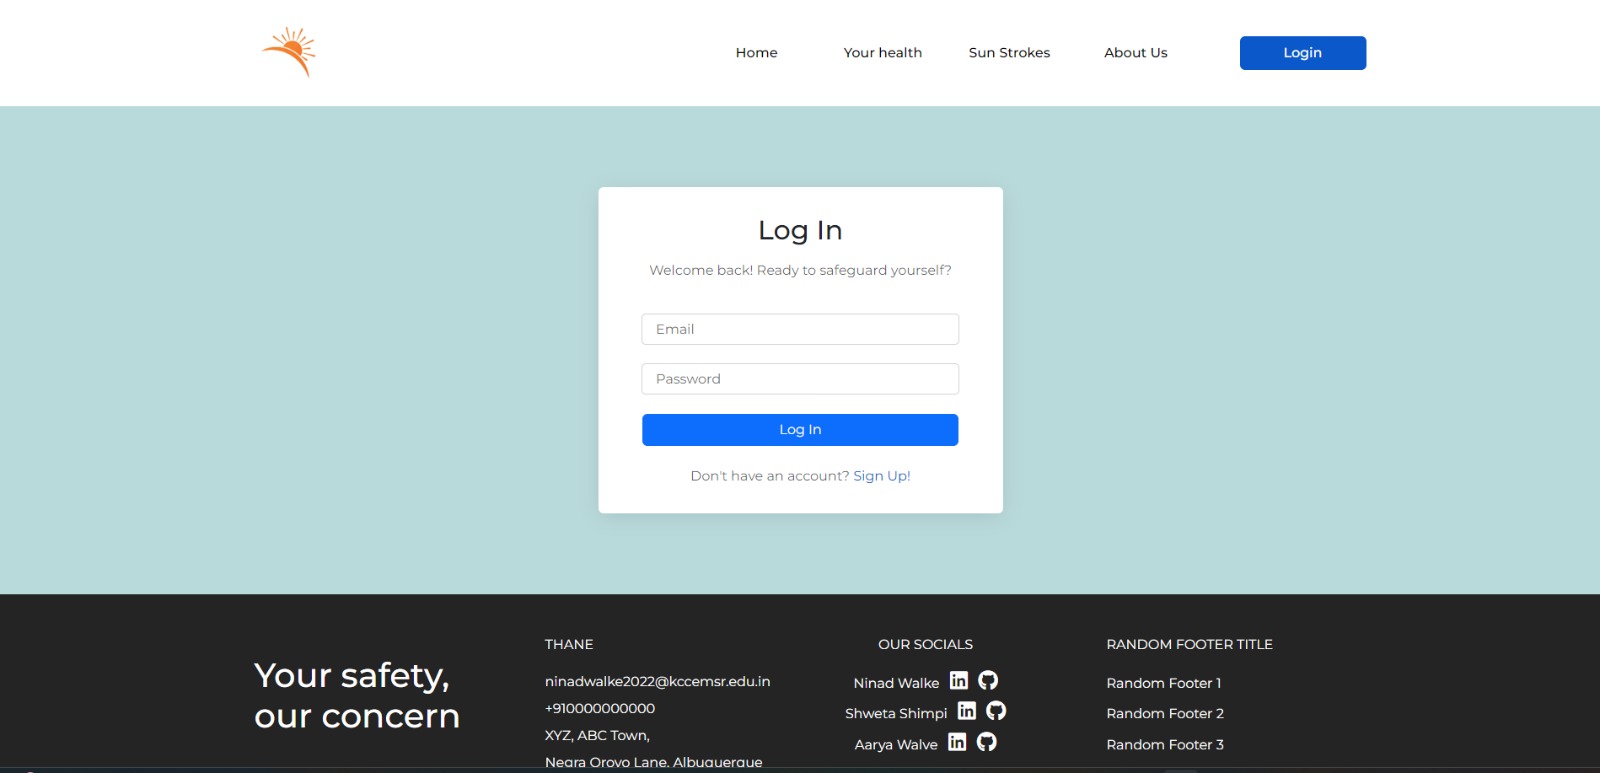 Home Your health Sun Strokes About Us Login
Log In
Welcome back! Ready to safeguard yourself?
Email
Password
Log In
Don't have an account? Sign Up!
Your safety,
our concern
THANE
ninadwalke2022@kccemsr.edu.in
+910000000000
XYZ, ABC Town,
Negra Oroyo Lane, Albuquerque
OUR SOCIALS
Ninad Walke
Shweta Shimpi
Aarya Walve
RANDOM FOOTER TITLE
Random Footer 1
Random Footer 2
Random Footer 3